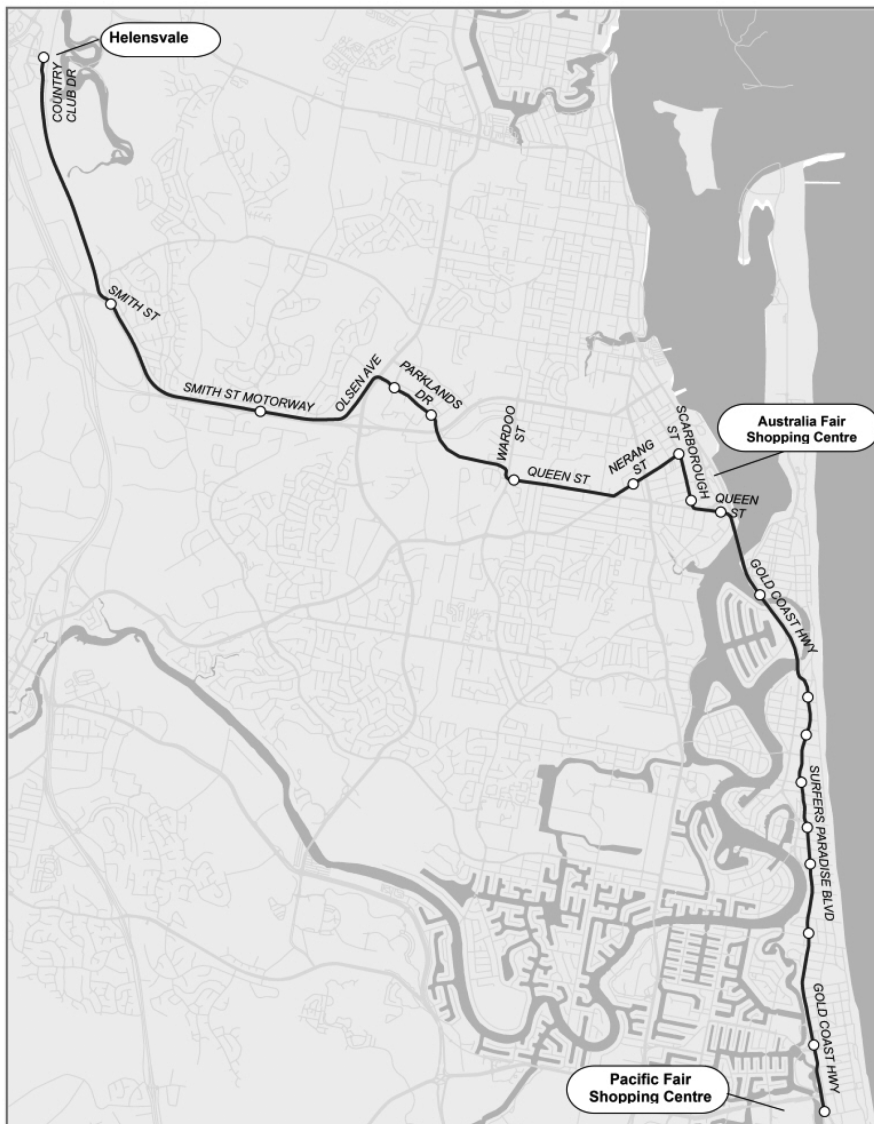 Helensvale
COUNTRY
CLUB DR
SMITH ST
SMITH ST MOTORWAY
OLSEN AVE
PARKLANDS
DR
WARDOO
ST
QUEEN ST
NERANG
ST
SCARBOROUGH
ST
Australia Fair
Shopping Centre
QUEEN
ST
GOLD COAST HWY
SURFERS PARADISE BLVD
GOLD COAST HWY
Pacific Fair
Shopping Centre